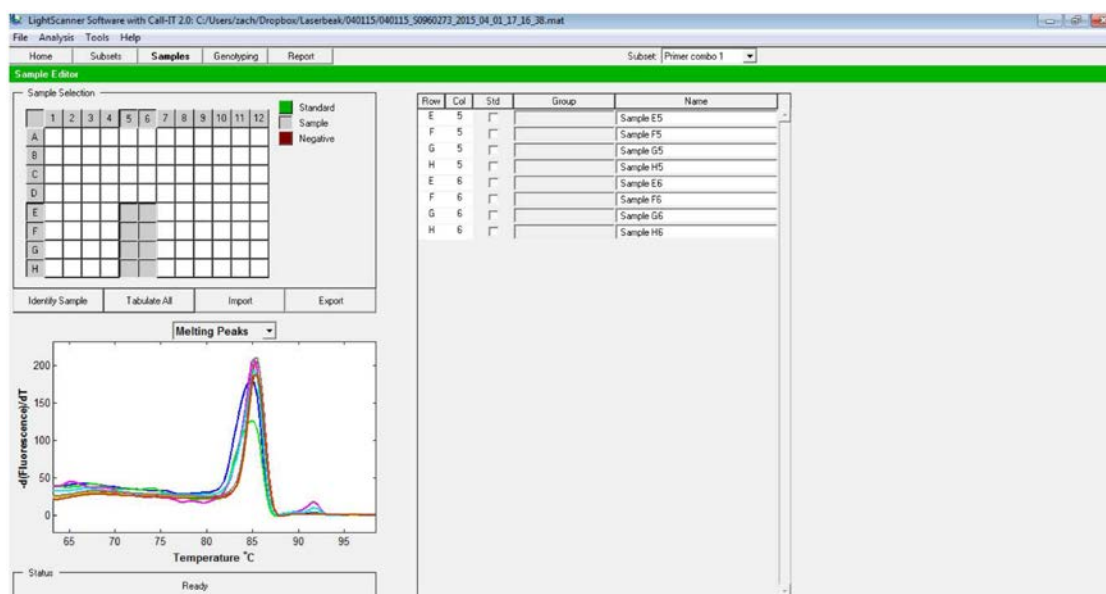 LightScanner Software with Call-IT 2.0: C:/Users/zach/Dropbox/Laserbeak/040115/040115_S0960273_2015_04_01_17_16_38.mat
File Analysis Tools Help
Home Subsets Samples Genotyping Report Subset: Primer combo 1
Sample Editor
Sample Selection
1 2 3 4 5 6 7 8 9 10 11 12
A
B
C
D
E
F
G
H
Standard
Sample
Negative
Identify Sample Tabulate All Import Export
Melting Peaks
-d(Fluorescence)/dT
200
150
100
50
0
65 70 75 80 85 90 95
Temperature °C
Status
Ready
Row Col Std Group Name
E 5 Sample E5
F 5 Sample F5
G 5 Sample G5
H 5 Sample H5
E 6 Sample E6
F 6 Sample F6
G 6 Sample G6
H 6 Sample H6